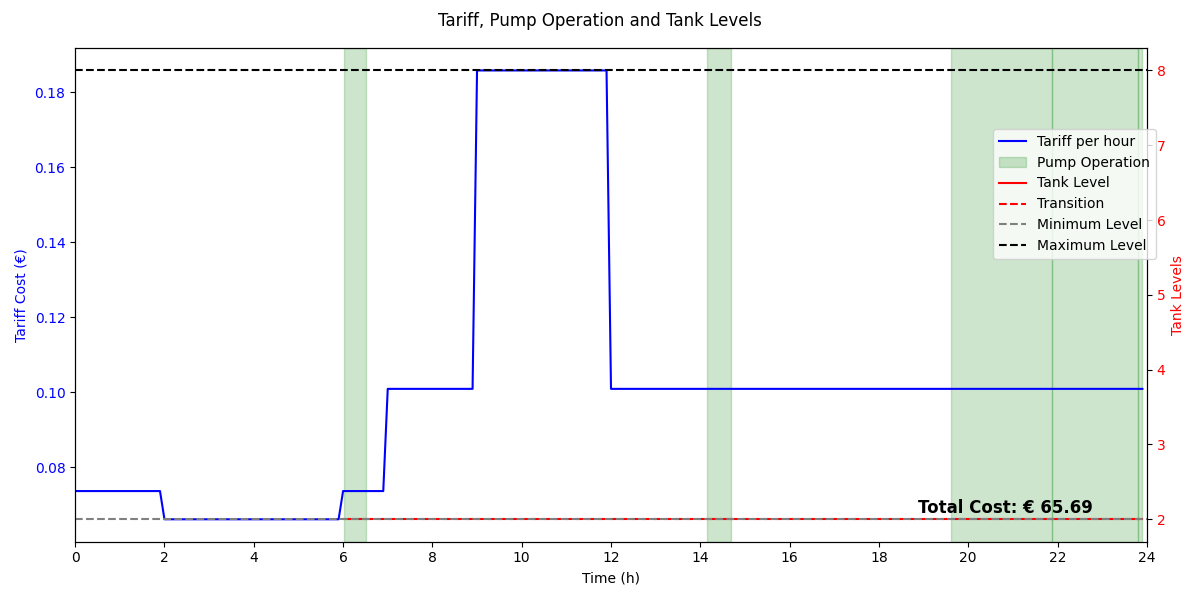 Tariff, Pump Operation and Tank Levels
Tariff Cost (€)
0.18
0.16
0.14
0.12
0.10
0.08
8
7
6
5
4
3
2
Tank Levels
Tariff per hour
Pump Operation
Tank Level
Transition
Minimum Level
Maximum Level
Total Cost: € 65.69
0 2 4 6 8 10 12 14 16 18 20 22 24
Time (h)